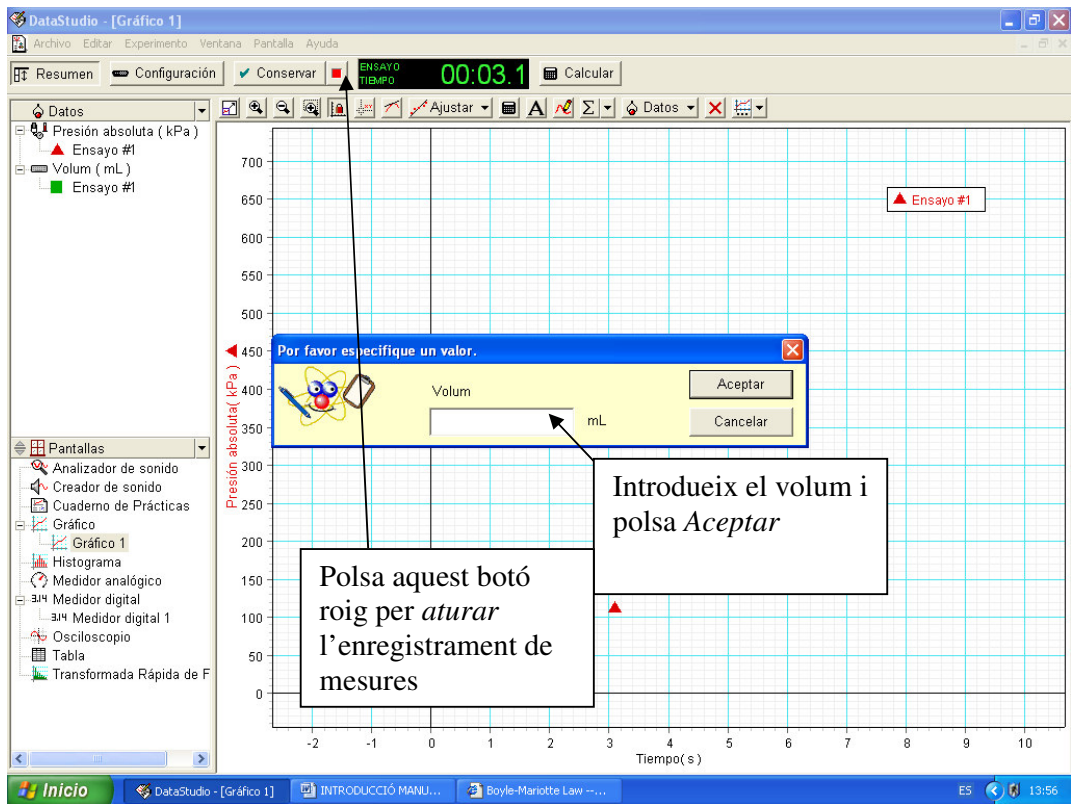 DataStudio - [Gráfico 1]
Archivo Editar Experimento Ventana Pantalla Ayuda
Resumen Configuración Conservar ENSAYO TIEMPO 00:03.1 Calcular
Datos
Ajustar A Σ Datos
Presión absoluta ( kPa )
Ensayo #1
Volum ( mL )
Ensayo #1
Pantallas
Analizador de sonido
Creador de sonido
Cuaderno de Prácticas
Gráfico
Gráfico 1
Histograma
Medidor analógico
3.14 Medidor digital
3.14 Medidor digital 1
Osciloscopio
Tabla
Transformada Rápida de F
Presión absoluta( kPa )
700
650
600
550
500
450
400
350
300
250
200
150
100
50
0
Ensayo #1
Por favor especifique un valor.
Volum
mL
Aceptar
Cancelar
Introdueix el volum i
polsa Aceptar
Polsa aquest botó
roig per aturar
l'enregistrament de
mesures
-2 -1 0 1 2 3 4 5 6 7 8 9 10
Tiempo( s )
Inicio DataStudio - [Gráfico 1] INTRODUCCIÓ MANU... Boyle-Mariotte Law --... ES 13:56